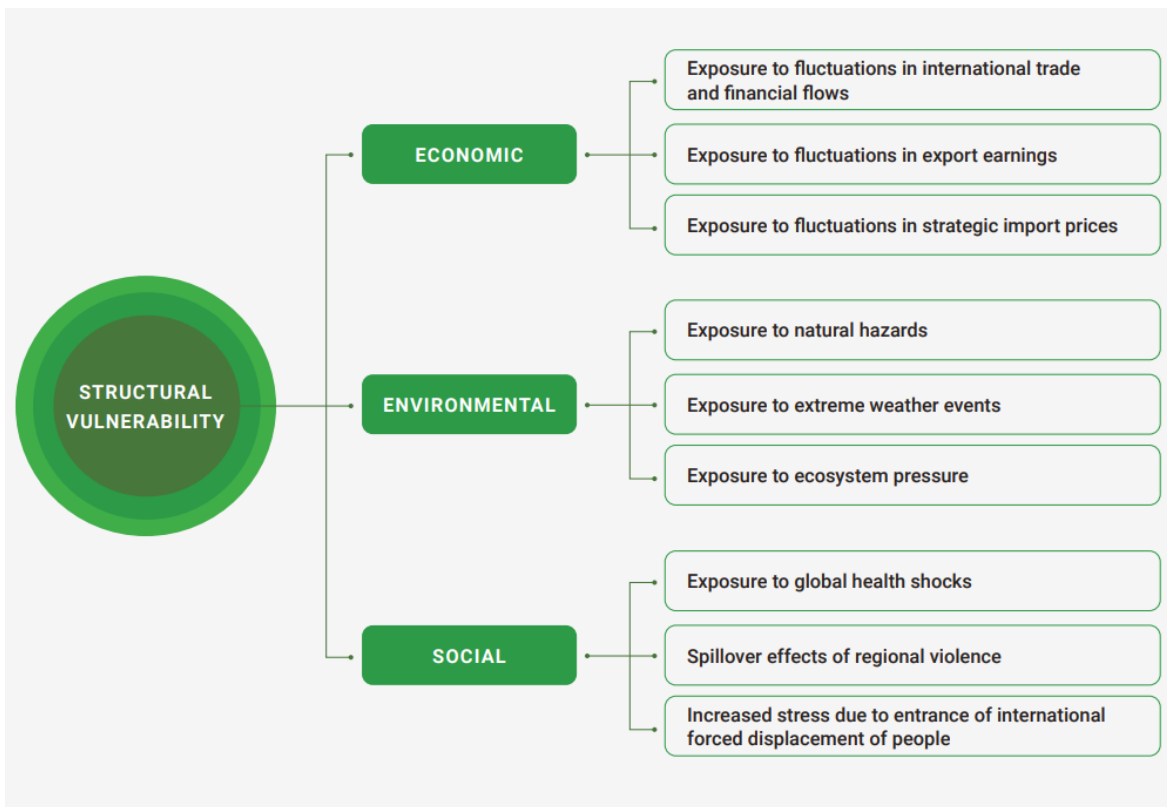 STRUCTURAL
VULNERABILITY
ECONOMIC
Exposure to fluctuations in international trade
and financial flows
Exposure to fluctuations in export earnings
Exposure to fluctuations in strategic import prices
ENVIRONMENTAL
Exposure to natural hazards
Exposure to extreme weather events
Exposure to ecosystem pressure
SOCIAL
Exposure to global health shocks
Spillover effects of regional violence
Increased stress due to entrance of international
forced displacement of people